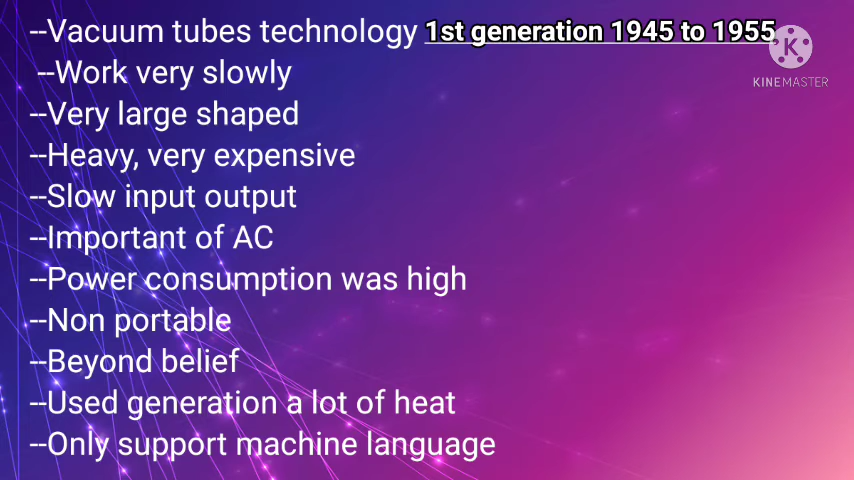 --Vacuum tubes technology 1st generation 1945 to 1955
--Work very slowly
--Very large shaped
--Heavy, very expensive
--Slow input output
--Important of AC
--Power consumption was high
--Non portable
--Beyond belief
--Used generation a lot of heat
--Only support machine language
K
KINEMASTER